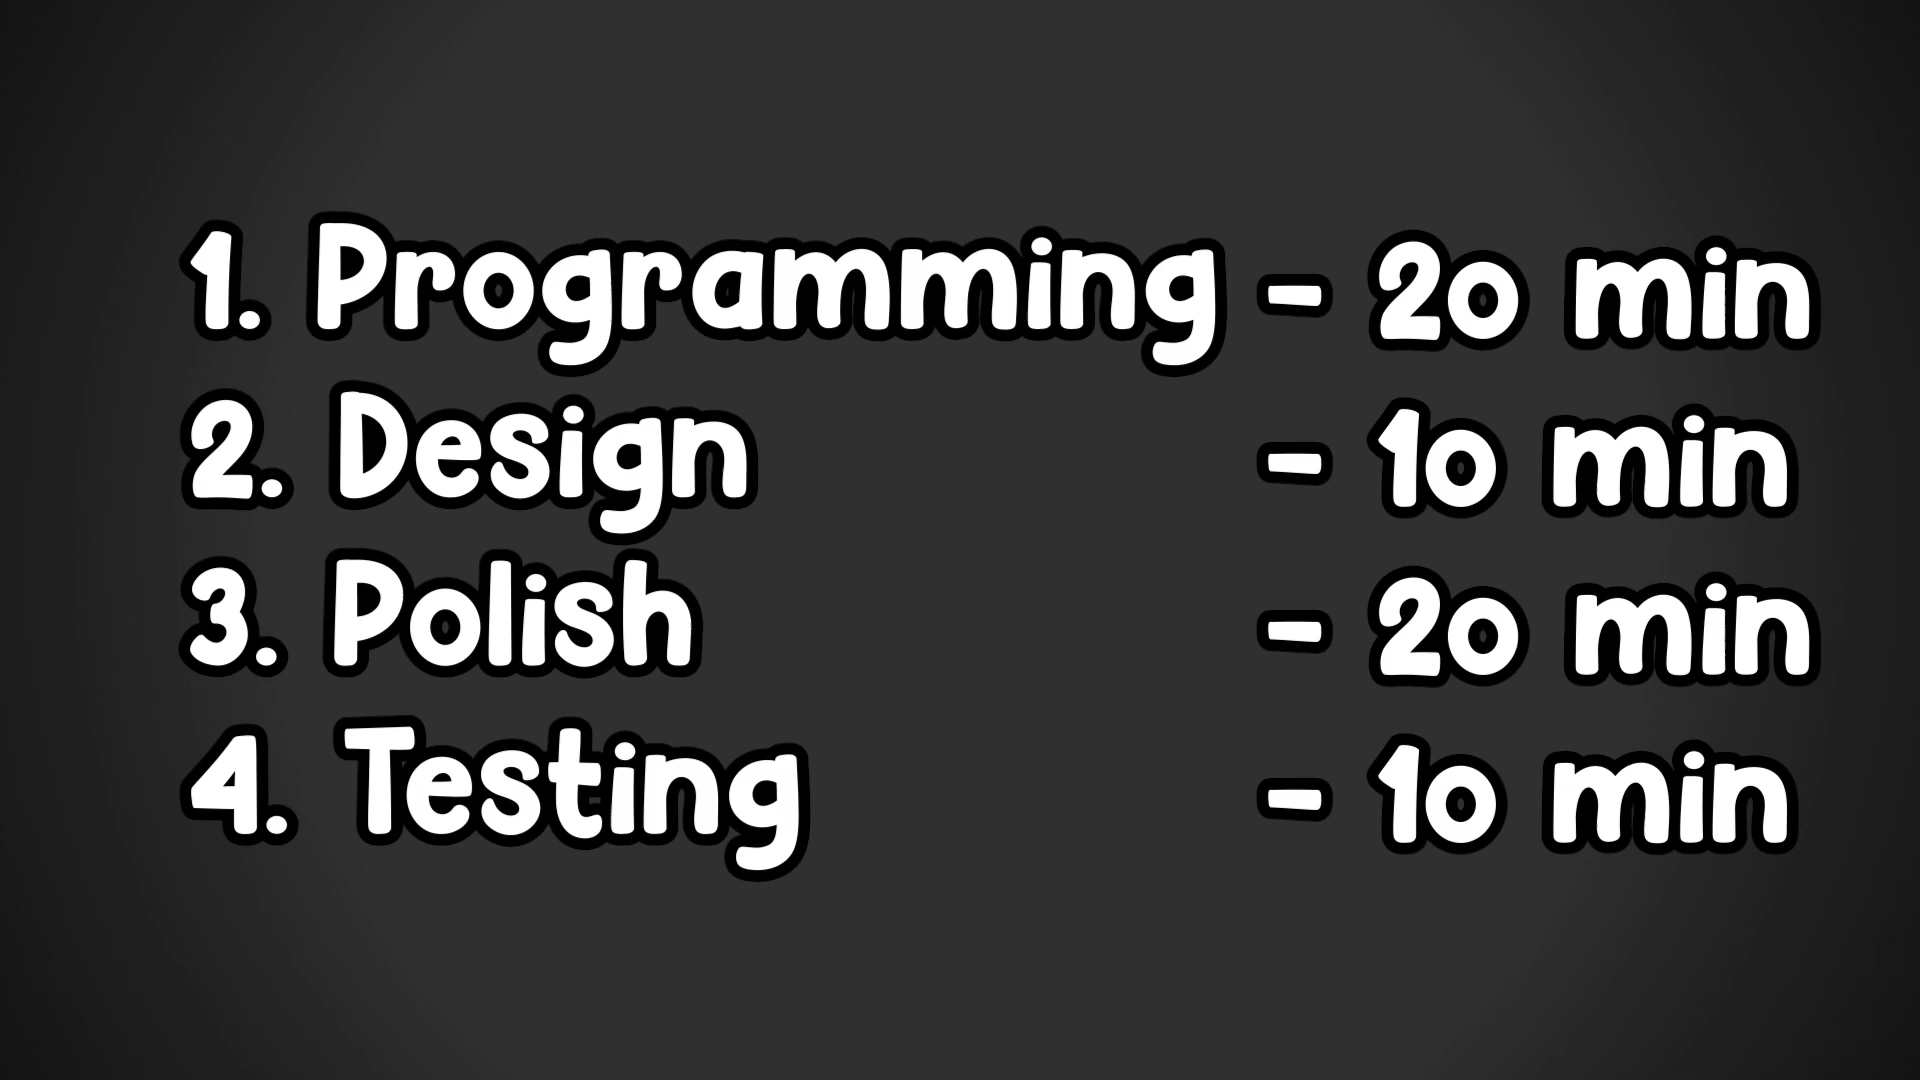 1. Programming - 20 min
2. Design - 10 min
3. Polish - 20 min
4. Testing - 10 min